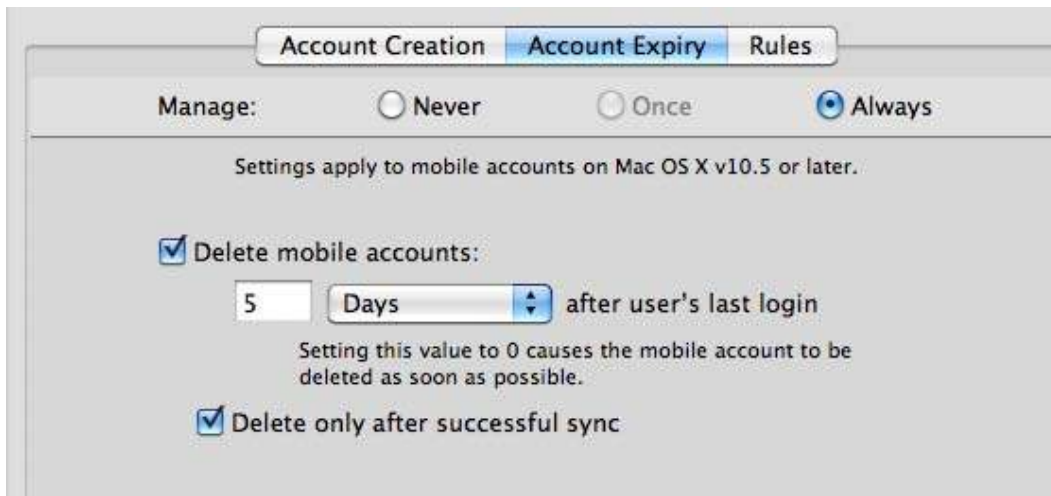 Account Creation Account Expiry Rules
Manage: Never Once Always
Settings apply to mobile accounts on Mac OS X v10.5 or later.
Delete mobile accounts:
5 Days after user's last login
Setting this value to 0 causes the mobile account to be
deleted as soon as possible.
Delete only after successful sync